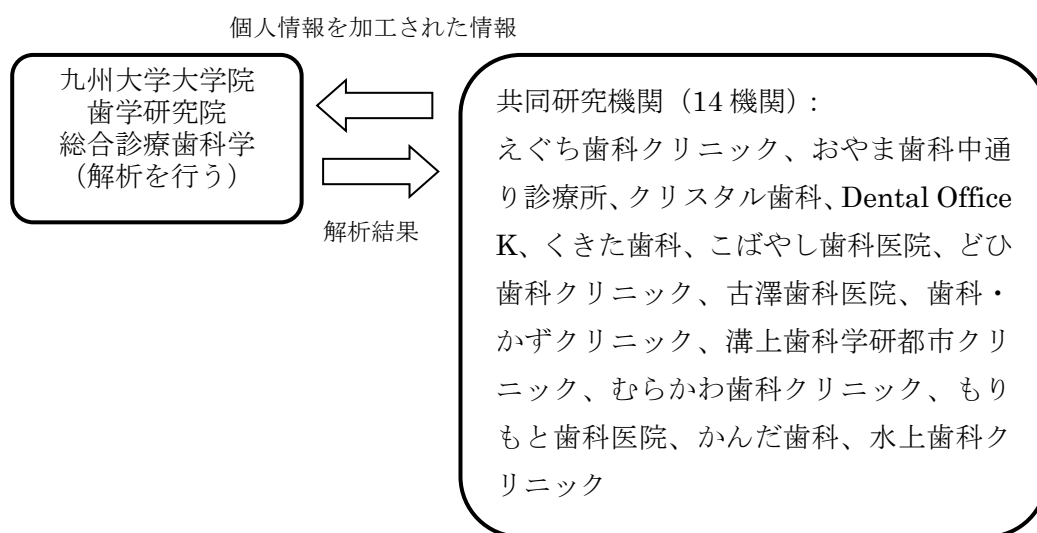 個人情報を加工された情報
九州大学大学院
歯学研究院
総合診療歯科学
（解析を行う）
解析結果
共同研究機関（14 機関）:
えぐち歯科クリニック、おやま歯科中通
り診療所、クリスタル歯科、Dental Office
K、くきた歯科、こばやし歯科医院、どひ
歯科クリニック、古澤歯科医院、歯科・
かずクリニック、溝上歯科学研都市クリ
ニック、むらかわ歯科クリニック、もり
もと歯科医院、かんだ歯科、水上歯科ク
リニック